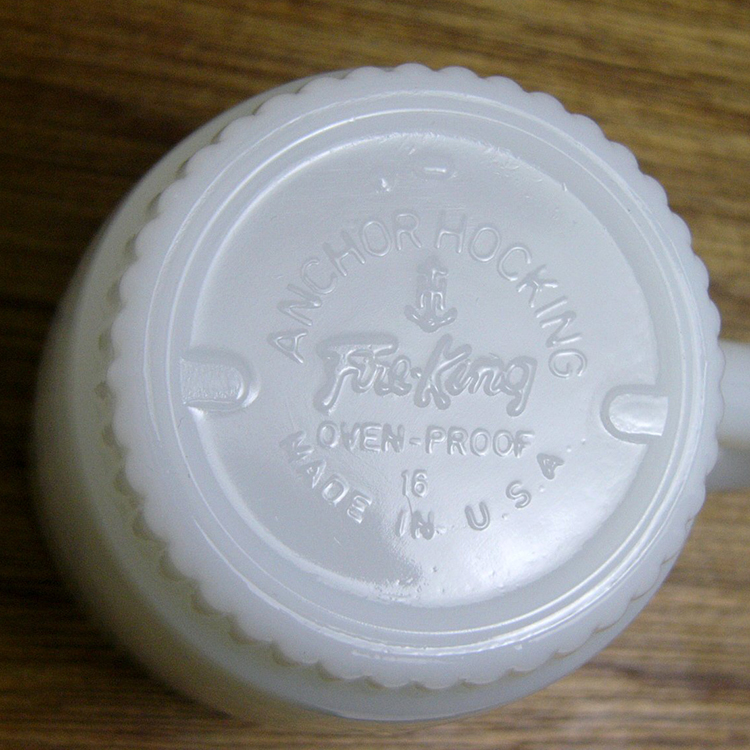 ANCHOR HOCKING
Fire-King
OVEN-PROOF
16
MADE IN U.S.A